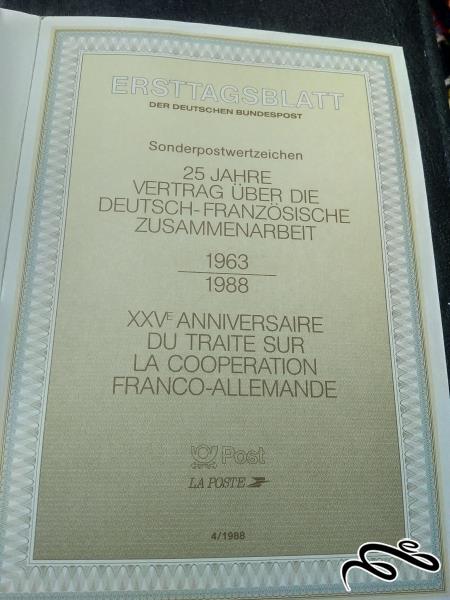 ERSTTAGSBLATT
DER DEUTSCHEN BUNDESPOST
Sonderpostwertzeichen
25 JAHRE
VERTRAG ÜBER DIE
DEUTSCH-FRANZÖSISCHE
ZUSAMMENARBEIT
1963
1988
XXVE ANNIVERSAIRE
DU TRAITE SUR
LA COOPERATION
FRANCO-ALLEMANDE
Post
LA POSTE
4/1988